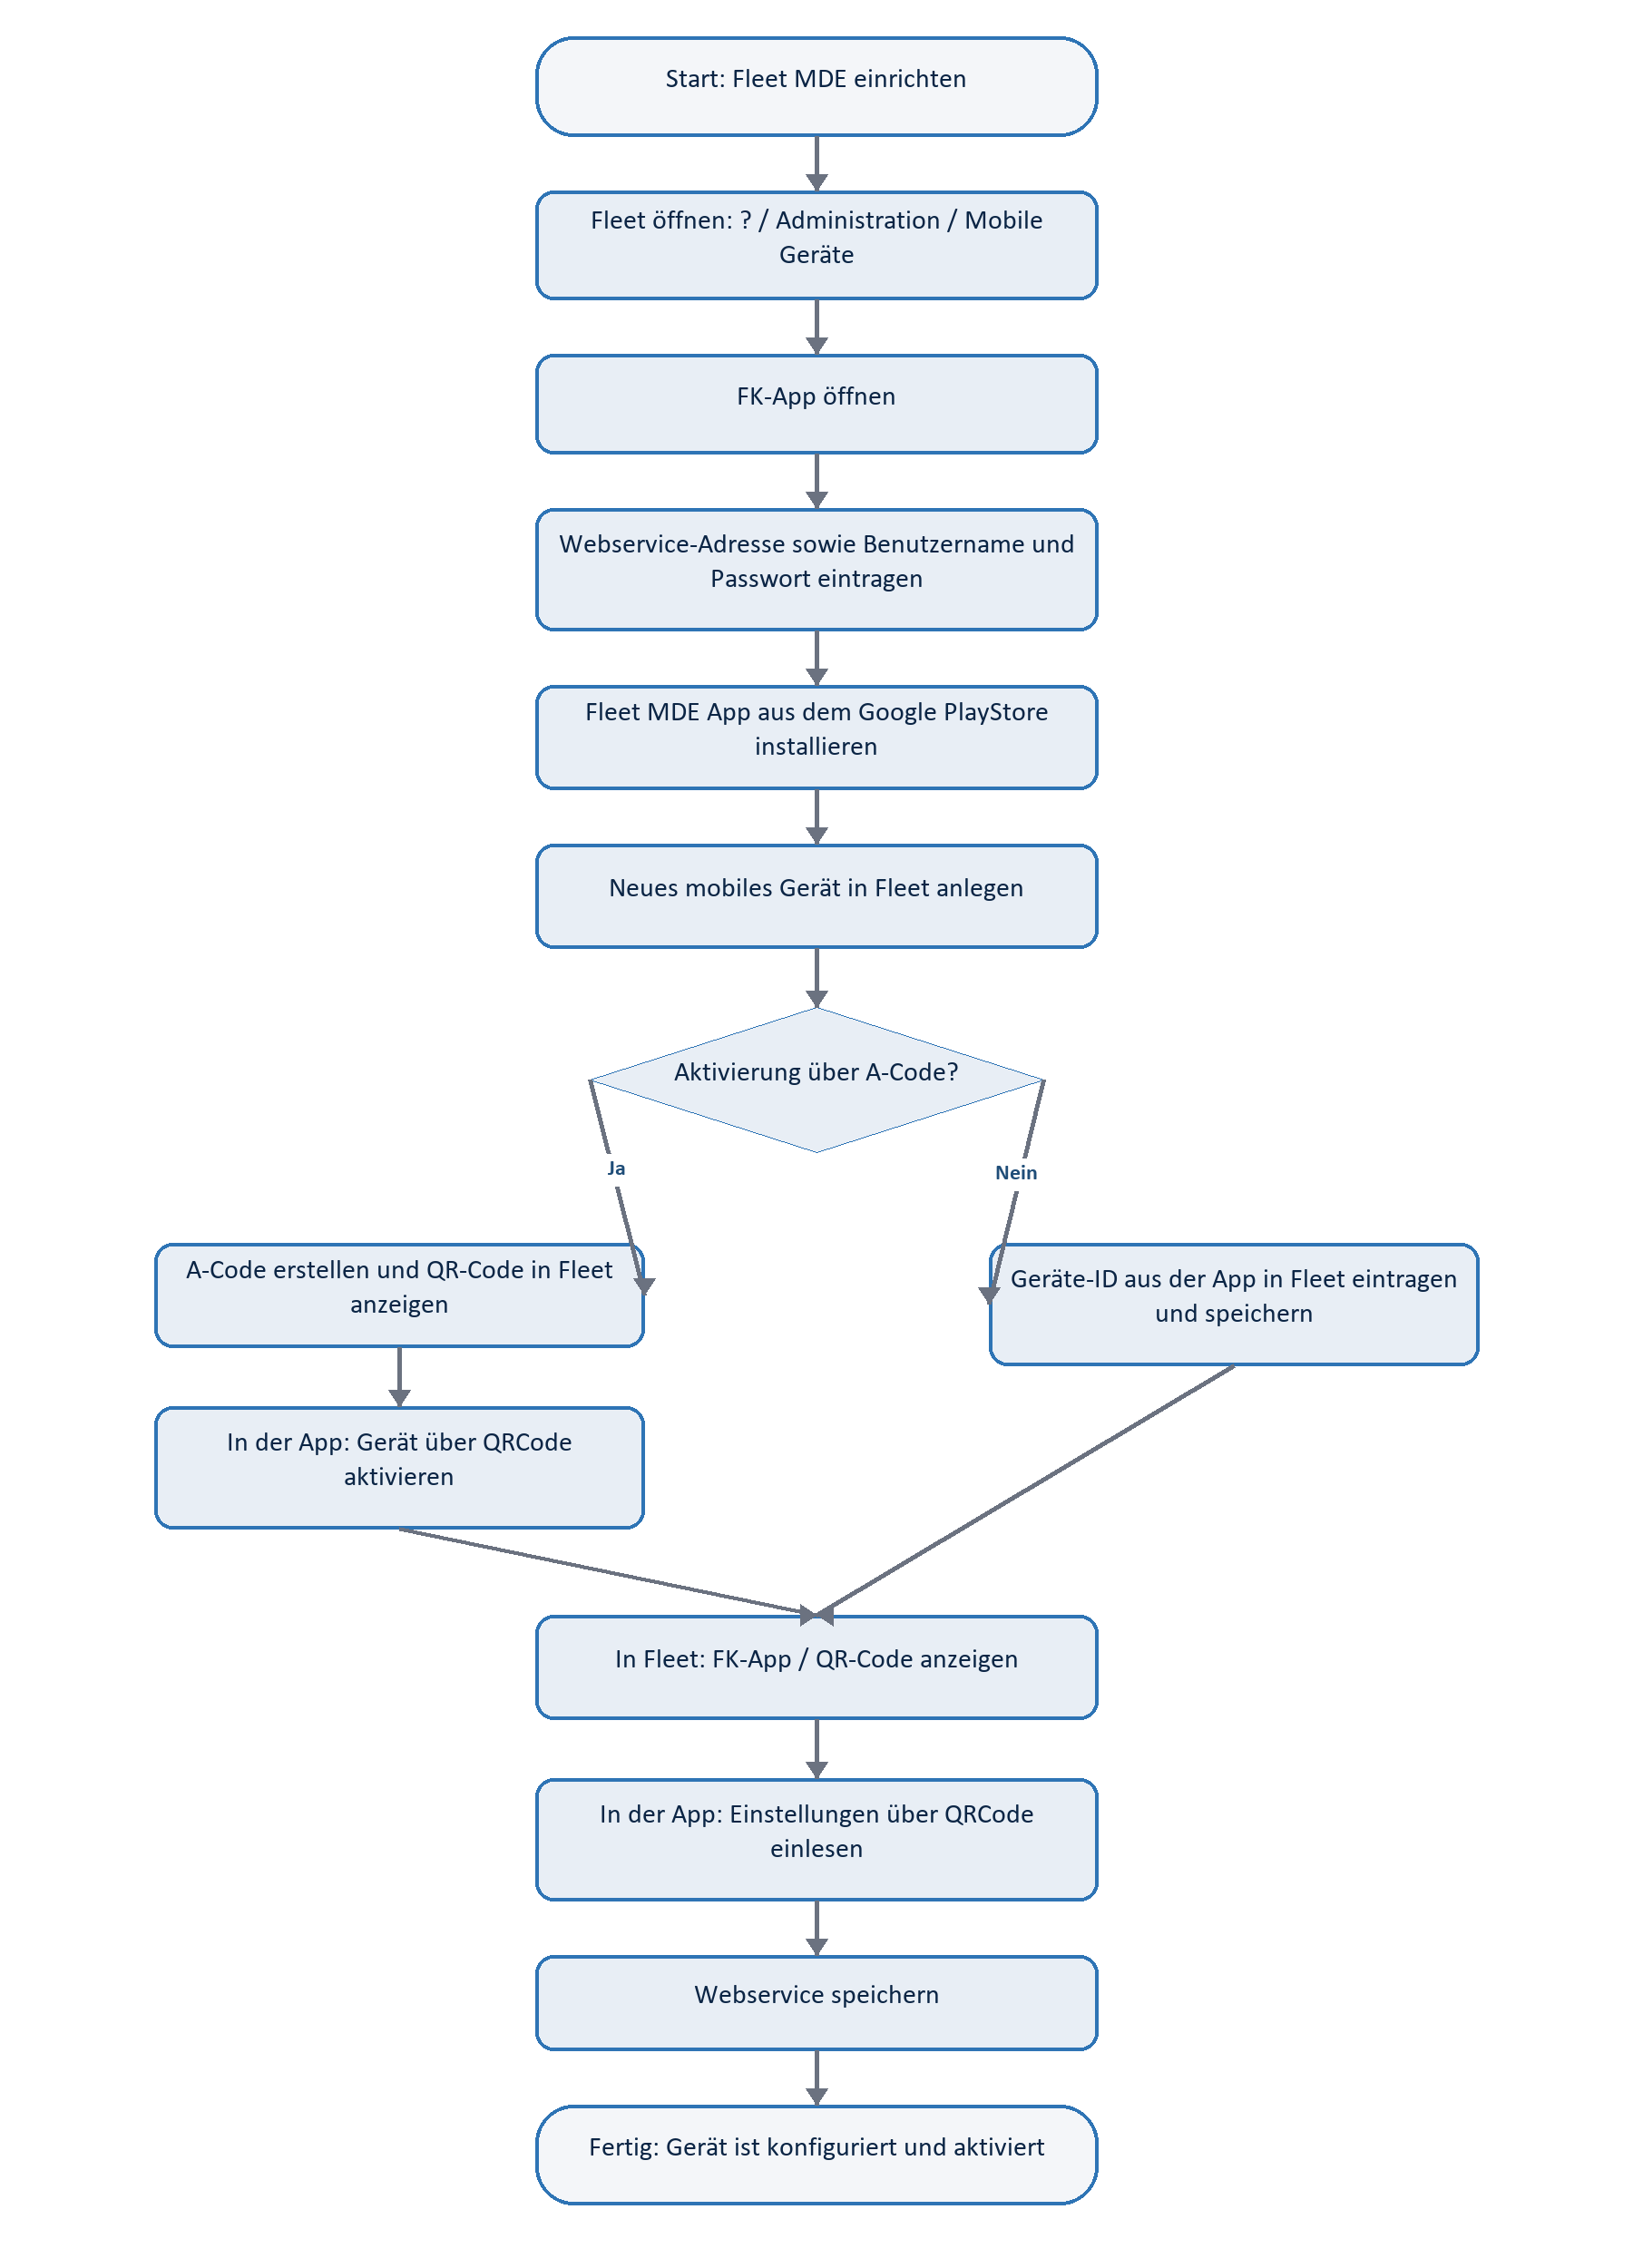 Start: Fleet MDE einrichten
Fleet öffnen: ? / Administration / Mobile
Geräte
FK-App öffnen
Webservice-Adresse sowie Benutzername und
Passwort eintragen
Fleet MDE App aus dem Google PlayStore
installieren
Neues mobiles Gerät in Fleet anlegen
Aktivierung über A-Code?
Ja
Nein
A-Code erstellen und QR-Code in Fleet
anzeigen
Geräte-ID aus der App in Fleet eintragen
und speichern
In der App: Gerät über QRCode
aktivieren
In Fleet: FK-App / QR-Code anzeigen
In der App: Einstellungen über QRCode
einlesen
Webservice speichern
Fertig: Gerät ist konfiguriert und aktiviert